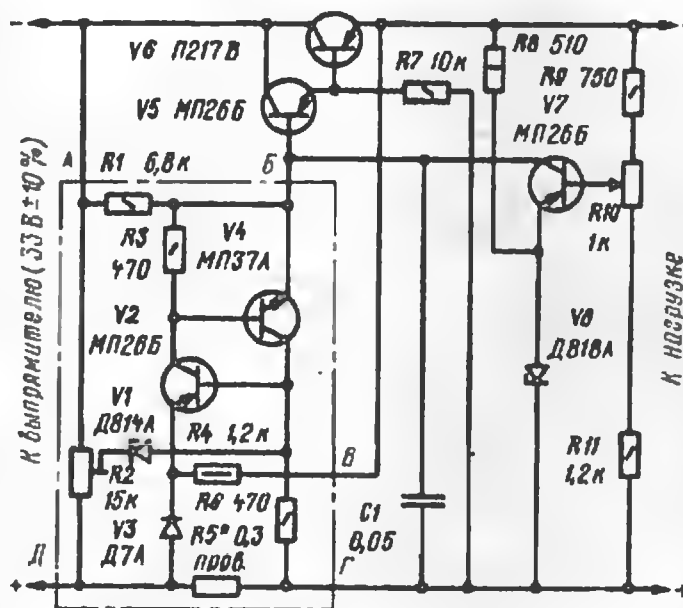 V6 П217В
V5 МП26Б
R7 10к
R8 510
R9 750
V7
МП26Б
R10
1к
А
R1 6,8к
Б
R3
470
V4
МП37А
V2
МП26Б
V1
Д814А
R4 1,2к
В
R2
15к
R6 470
V3
Д7А
R5* 0,3
пров.
Г
Д
C1
0,05
V8
Д818А
R11
1,2к
К выпрямителю (33 В ± 10 %)
К нагрузке
-
-
+
+